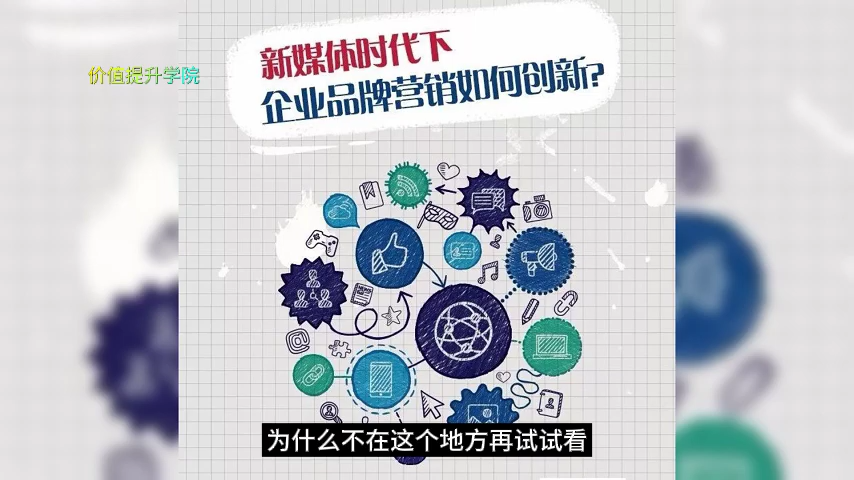 新媒体时代下
价值提升学院
企业品牌营销如何创新?
为什么不在这个地方再试试看